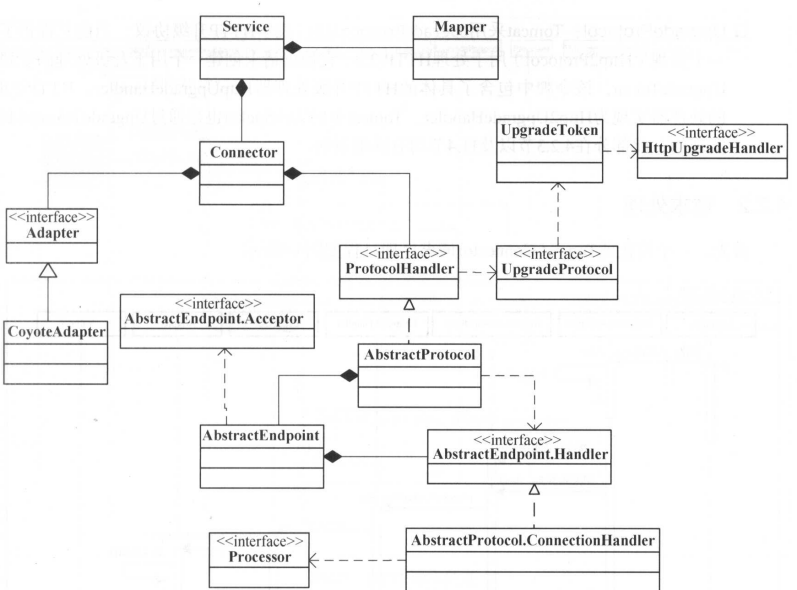 Service
Mapper
UpgradeToken
<<interface>>
HttpUpgradeHandler
Connector
<<interface>>
Adapter
<<interface>>
ProtocolHandler
<<interface>>
UpgradeProtocol
<<interface>>
AbstractEndpoint.Acceptor
CoyoteAdapter
AbstractProtocol
AbstractEndpoint
<<interface>>
AbstractEndpoint.Handler
<<interface>>
Processor
AbstractProtocol.ConnectionHandler